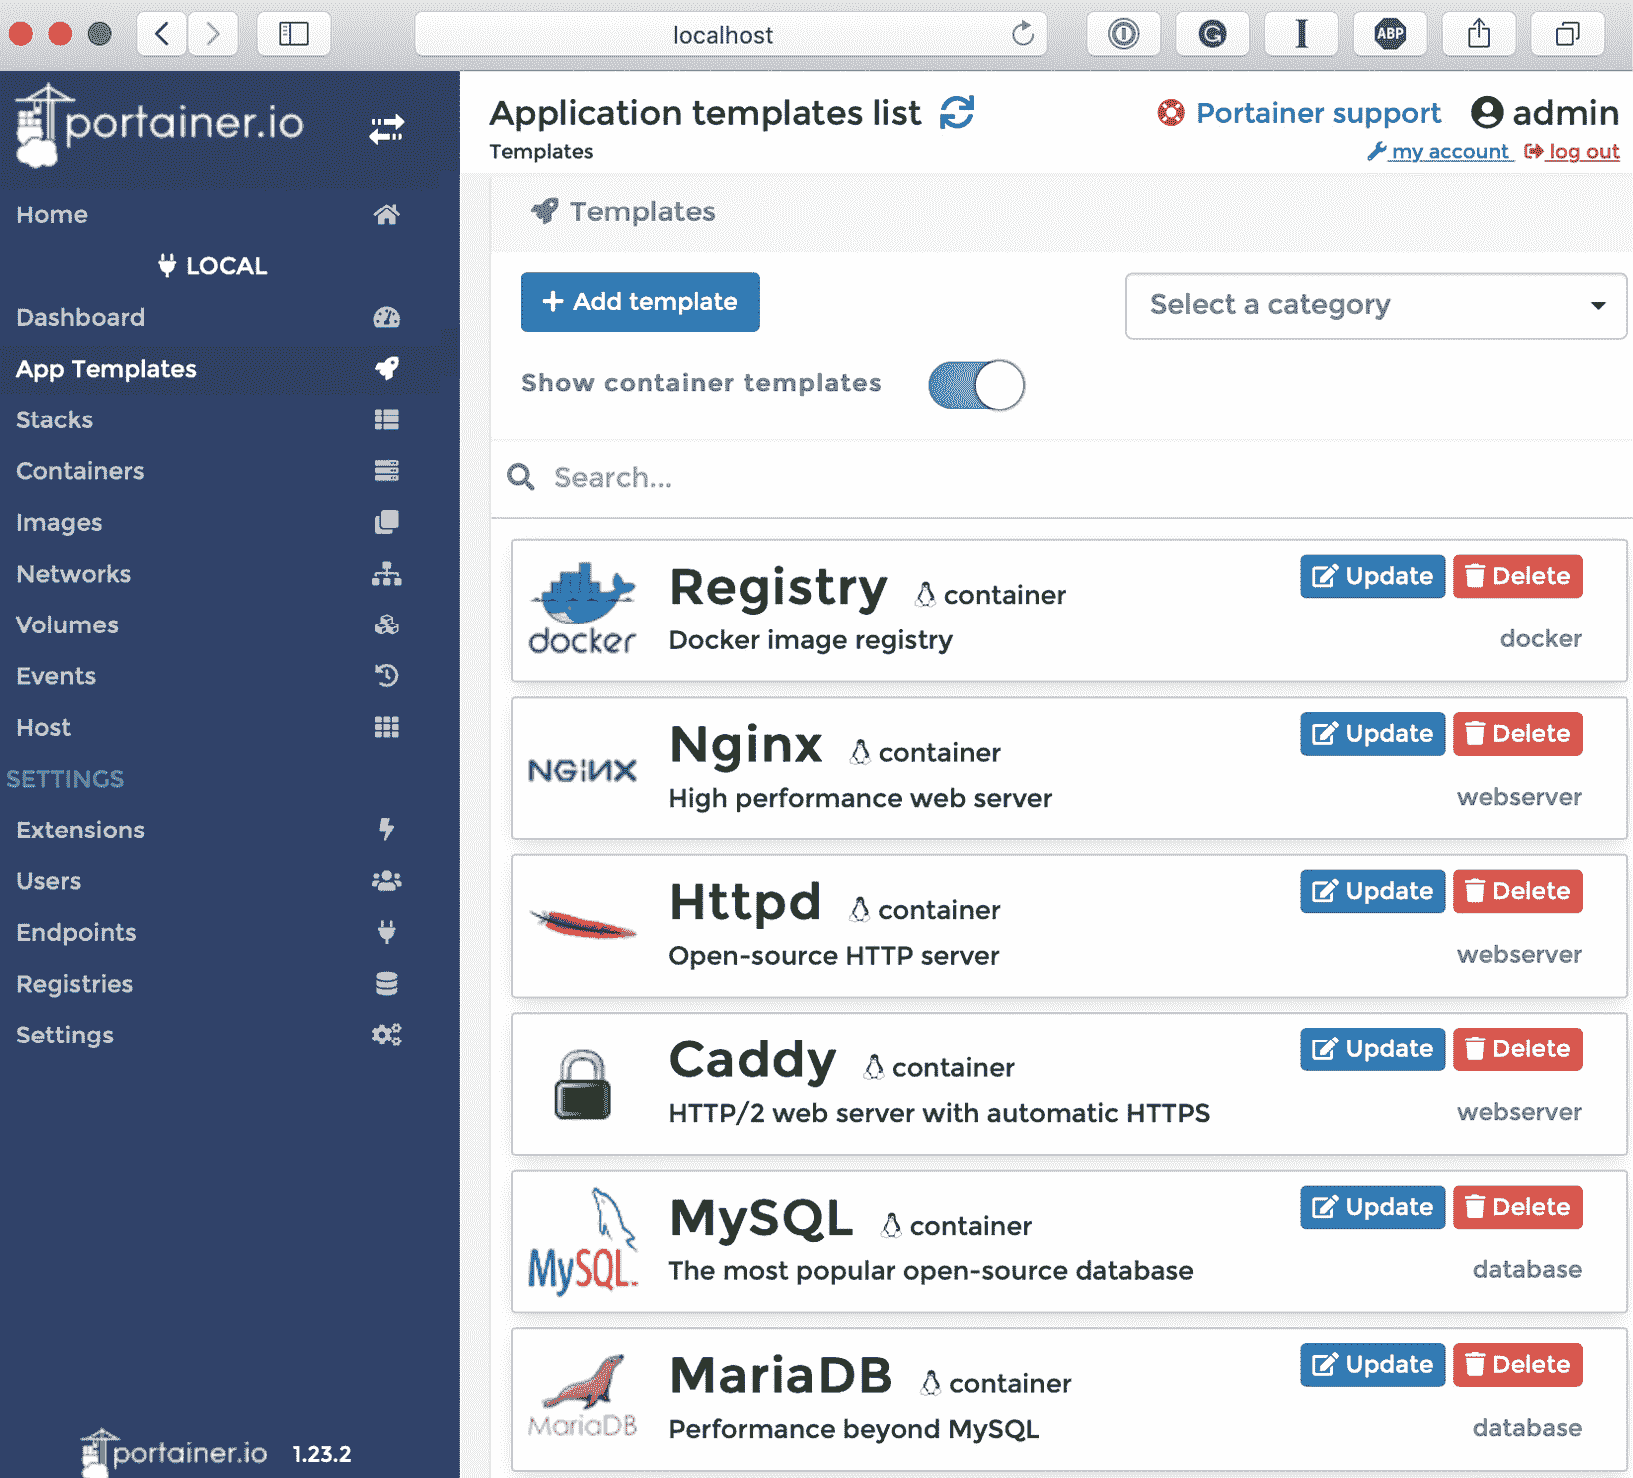 localhost
ABP
portainer.io
Application templates list
Portainer support
admin
Templates
my account
log out
Home
LOCAL
Dashboard
App Templates
Stacks
Containers
Images
Networks
Volumes
Events
Host
SETTINGS
Extensions
Users
Endpoints
Registries
Settings
portainer.io 1.23.2
Templates
+ Add template
Select a category
Show container templates
Search...
docker
Registry container
Docker image registry
Update Delete
docker
NGINX
Nginx container
High performance web server
Update Delete
webserver
Httpd container
Open-source HTTP server
Update Delete
webserver
Caddy container
HTTP/2 web server with automatic HTTPS
Update Delete
webserver
MySQL.
MySQL container
The most popular open-source database
Update Delete
database
MariaDB
MariaDB container
Performance beyond MySQL
Update Delete
database